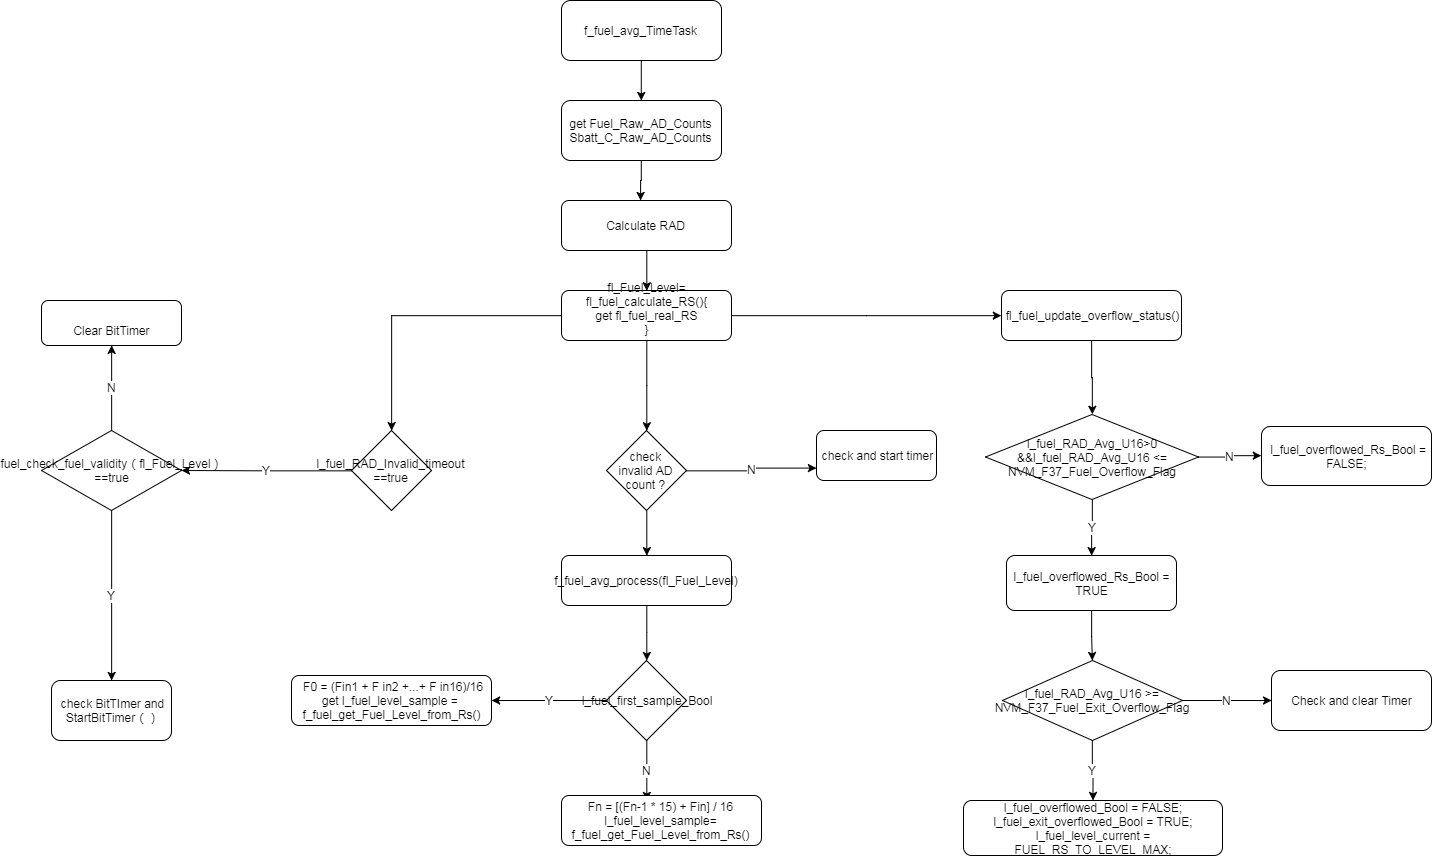 f_fuel_avg_TimeTask
get Fuel_Raw_AD_Counts
Sbatt_C_Raw_AD_Counts
Calculate RAD
fl_Fuel_Level=
fl_fuel_calculate_RS(){
get fl_fuel_real_RS
}
fl_fuel_update_overflow_status()
Clear BitTimer
N
fuel_check_fuel_validity ( fl_Fuel_Level )
==true
Y
l_fuel_RAD_Invalid_timeout
==true
Y
check BitTImer and
StartBitTimer (  )
check
invalid AD
count ?
N
check and start timer
f_fuel_avg_process(fl_Fuel_Level)
l_fuel_first_sample_Bool
Y
F0 = (Fin1 + F in2 +...+ F in16)/16
get l_fuel_level_sample =
f_fuel_get_Fuel_Level_from_Rs()
N
Fn = [(Fn-1 * 15) + Fin] / 16
l_fuel_level_sample=
f_fuel_get_Fuel_Level_from_Rs()
l_fuel_RAD_Avg_U16>0
&&l_fuel_RAD_Avg_U16 <=
NVM_F37_Fuel_Overflow_Flag
N
l_fuel_overflowed_Rs_Bool =
FALSE;
Y
l_fuel_overflowed_Rs_Bool =
TRUE
l_fuel_RAD_Avg_U16 >=
NVM_F37_Fuel_Exit_Overflow_Flag
N
Check and clear Timer
Y
l_fuel_overflowed_Bool = FALSE;
l_fuel_exit_overflowed_Bool = TRUE;
l_fuel_level_current =
FUEL_RS_TO_LEVEL_MAX;